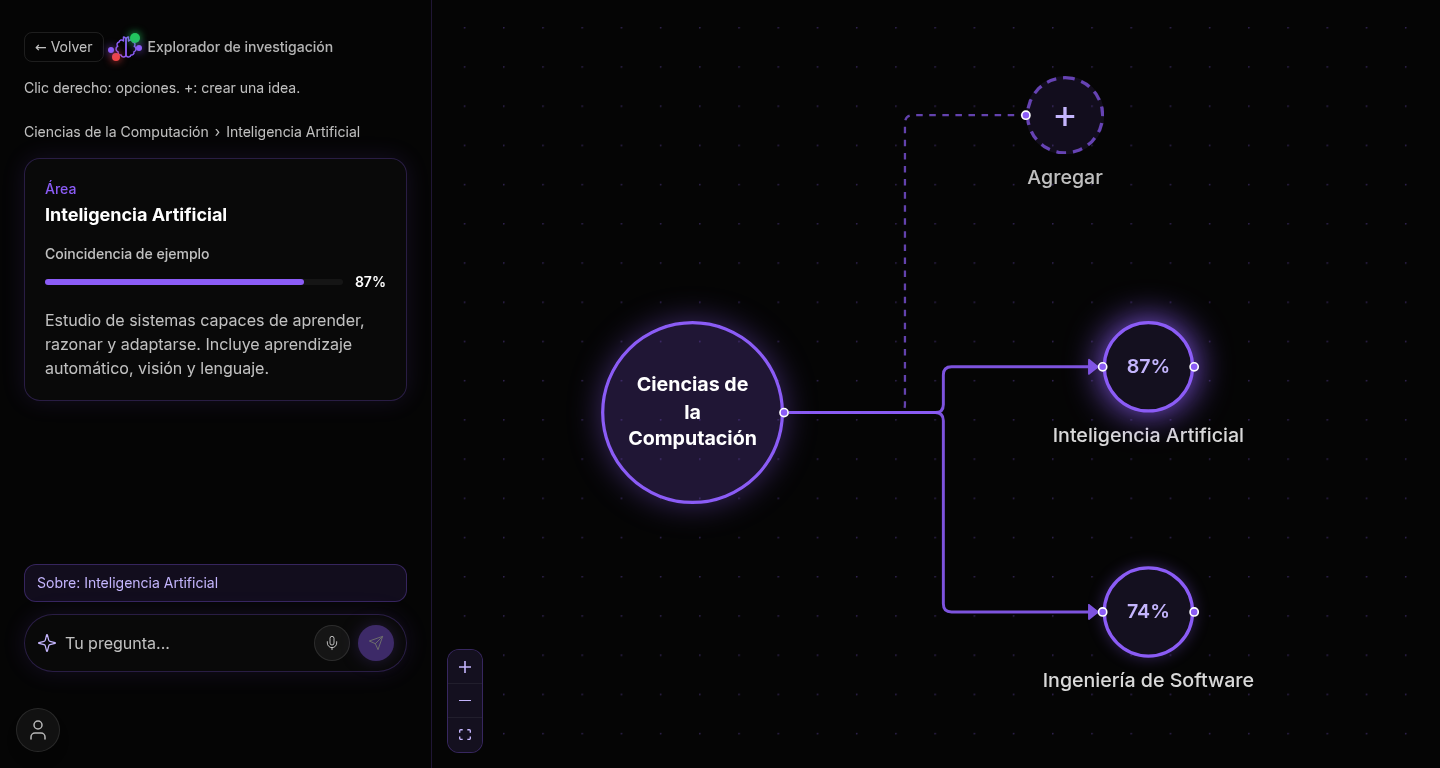 ← Volver
Explorador de investigación
Clic derecho: opciones. +: crear una idea.
Ciencias de la Computación › Inteligencia Artificial
Área
Inteligencia Artificial
Coincidencia de ejemplo
87%
Estudio de sistemas capaces de aprender,
razonar y adaptarse. Incluye aprendizaje
automático, visión y lenguaje.
Sobre: Inteligencia Artificial
Tu pregunta...
+
Agregar
Ciencias de
la
Computación
87%
Inteligencia Artificial
74%
Ingeniería de Software